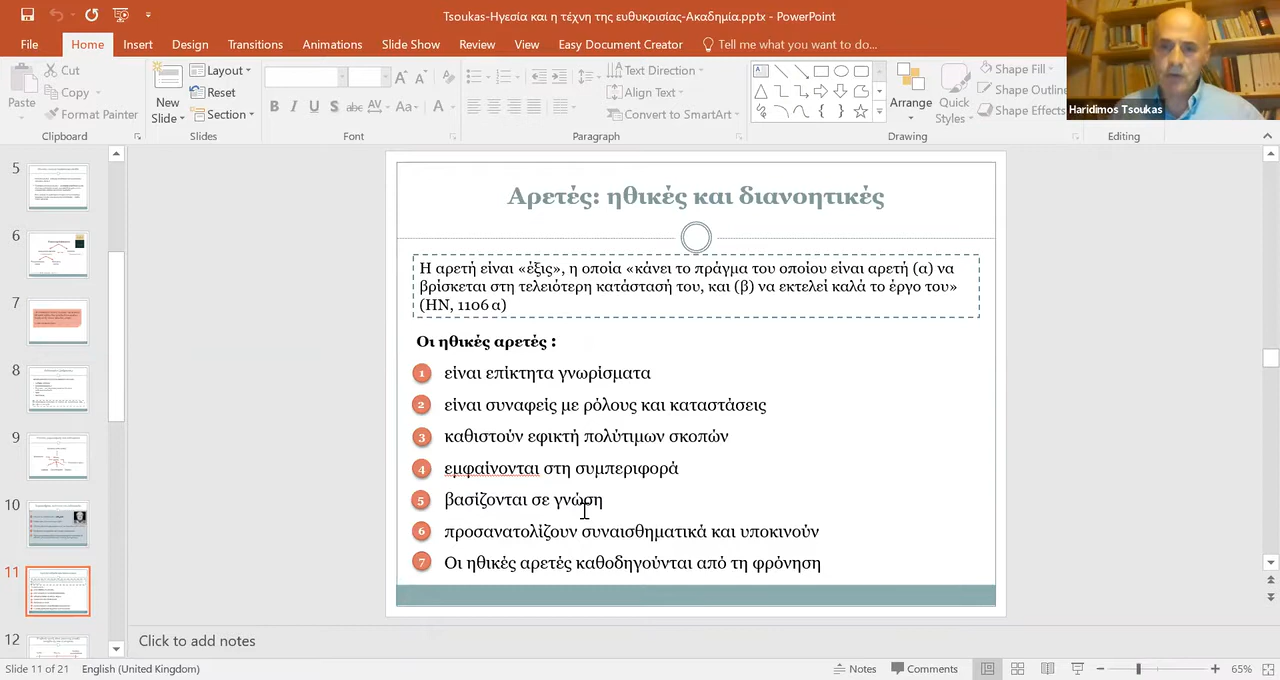 Tsoukas-Ηγεσία και η τέχνη της ευθυκρισίας-Ακαδημία.pptx - PowerPoint
File Home Insert Design Transitions Animations Slide Show Review View Easy Document Creator Tell me what you want to do...
Paste
Cut
Copy
Format Painter
Clipboard
New Slide
Layout
Reset
Section
Slides
Font
Text Direction
Align Text
Convert to SmartArt
Paragraph
Arrange
Quick Styles
Shape Fill
Shape Outline
Shape Effects
Drawing
Editing
Haridimos Tsoukas
5
6
7
8
9
10
11
12
Αρετές: ηθικές και διανοητικές
Η αρετή είναι «έξις», η οποία «κάνει το πράγμα του οποίου είναι αρετή (α) να
βρίσκεται στη τελειότερη κατάστασή του, και (β) να εκτελεί καλά το έργο του»
(ΗΝ, 1106 α)
Οι ηθικές αρετές :
1 είναι επίκτητα γνωρίσματα
2 είναι συναφείς με ρόλους και καταστάσεις
3 καθιστούν εφικτή πολύτιμων σκοπών
4 εμφαίνονται στη συμπεριφορά
5 βασίζονται σε γνώση
6 προσανατολίζουν συναισθηματικά και υποκινούν
7 Οι ηθικές αρετές καθοδηγούνται από τη φρόνηση
Click to add notes
Slide 11 of 21 English (United Kingdom) Notes Comments 65%